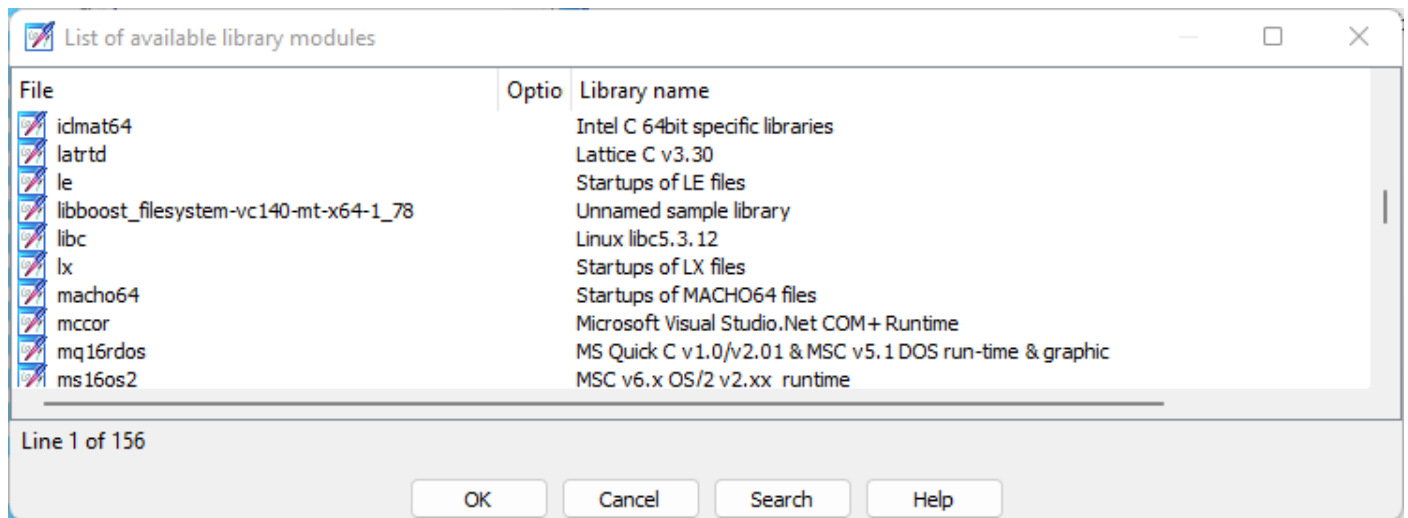 List of available library modules
File Optio Library name
iclmat64 Intel C 64bit specific libraries
latrtd Lattice C v3.30
le Startups of LE files
libboost_filesystem-vc140-mt-x64-1_78 Unnamed sample library
libc Linux libc5.3.12
lx Startups of LX files
macho64 Startups of MACHO64 files
mccor Microsoft Visual Studio.Net COM+ Runtime
mq16rdos MS Quick C v1.0/v2.01 & MSC v5.1 DOS run-time & graphic
ms16os2 MSC v6.x OS/2 v2.xx runtime
Line 1 of 156
OK Cancel Search Help